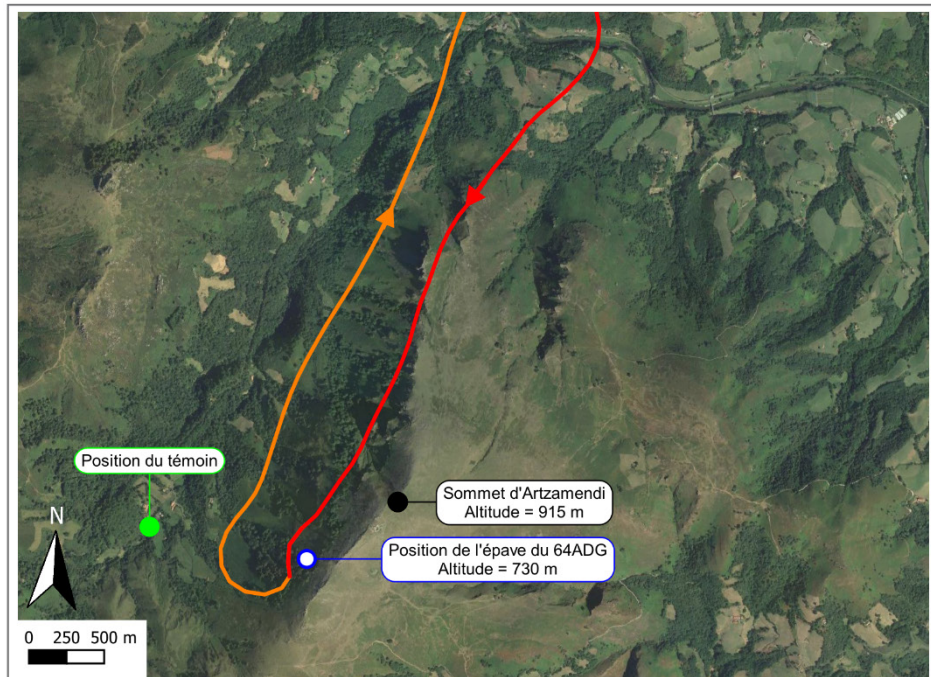 Position du témoin
Sommet d'Artzamendi
Altitude = 915 m
N
Position de l'épave du 64ADG
Altitude = 730 m
0 250 500 m